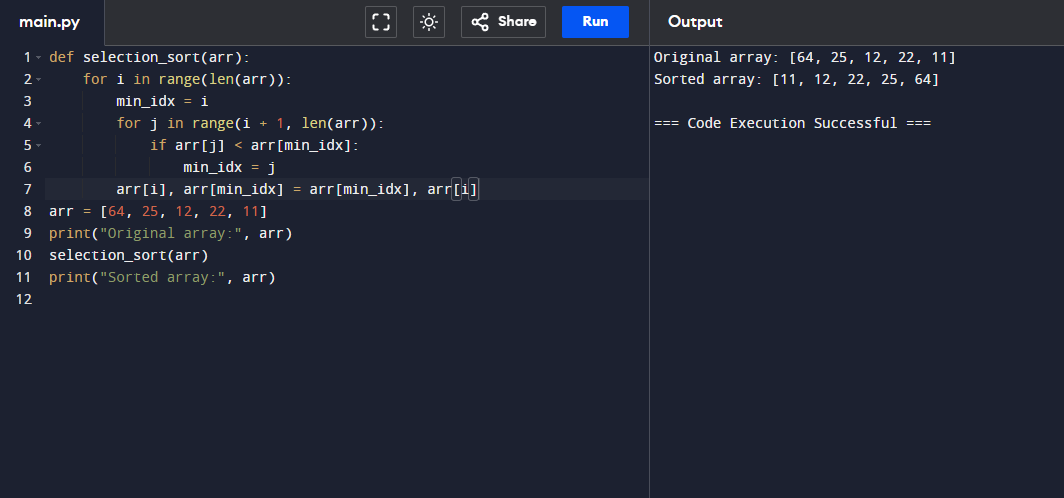 main.py
Share
Run
Output
1 def selection_sort(arr):
2     for i in range(len(arr)):
3         min_idx = i
4         for j in range(i + 1, len(arr)):
5             if arr[j] < arr[min_idx]:
6                 min_idx = j
7         arr[i], arr[min_idx] = arr[min_idx], arr[i]
8 arr = [64, 25, 12, 22, 11]
9 print("Original array:", arr)
10 selection_sort(arr)
11 print("Sorted array:", arr)
12
Original array: [64, 25, 12, 22, 11]
Sorted array: [11, 12, 22, 25, 64]
=== Code Execution Successful ===